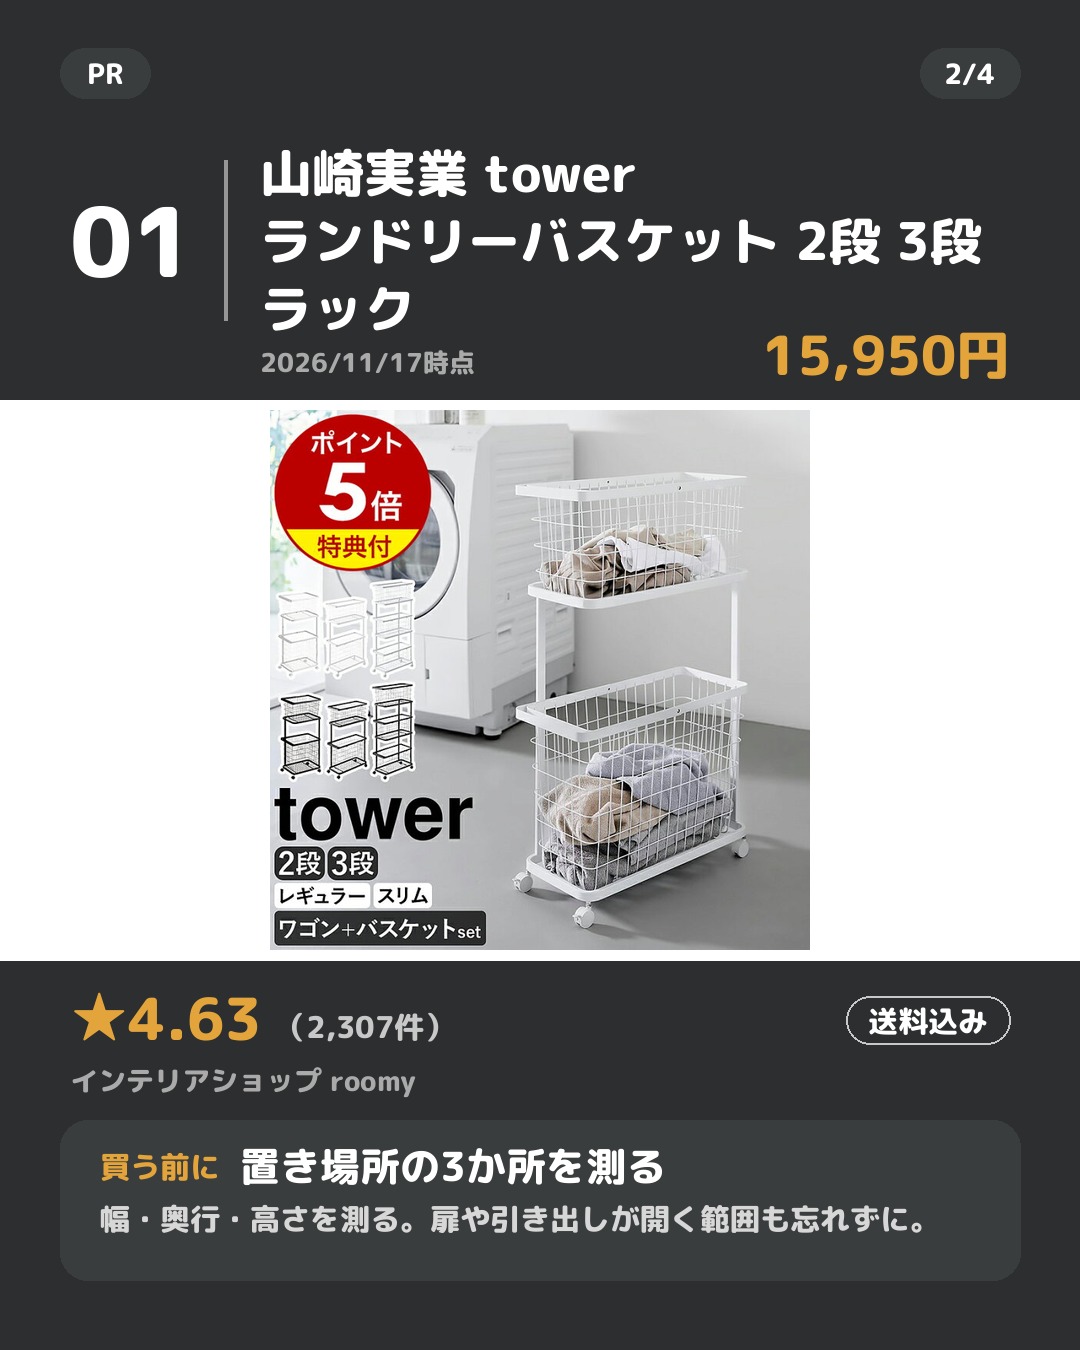 PR
2/4
01
山崎実業 tower
ランドリーバスケット 2段 3段
ラック
2026/11/17時点
15,950円
ポイント
5倍
特典付
tower
2段 3段
レギュラー スリム
ワゴン+バスケットset
★4.63 （2,307件）
送料込み
インテリアショップ roomy
買う前に 置き場所の3か所を測る
幅・奥行・高さを測る。扉や引き出しが開く範囲も忘れずに。